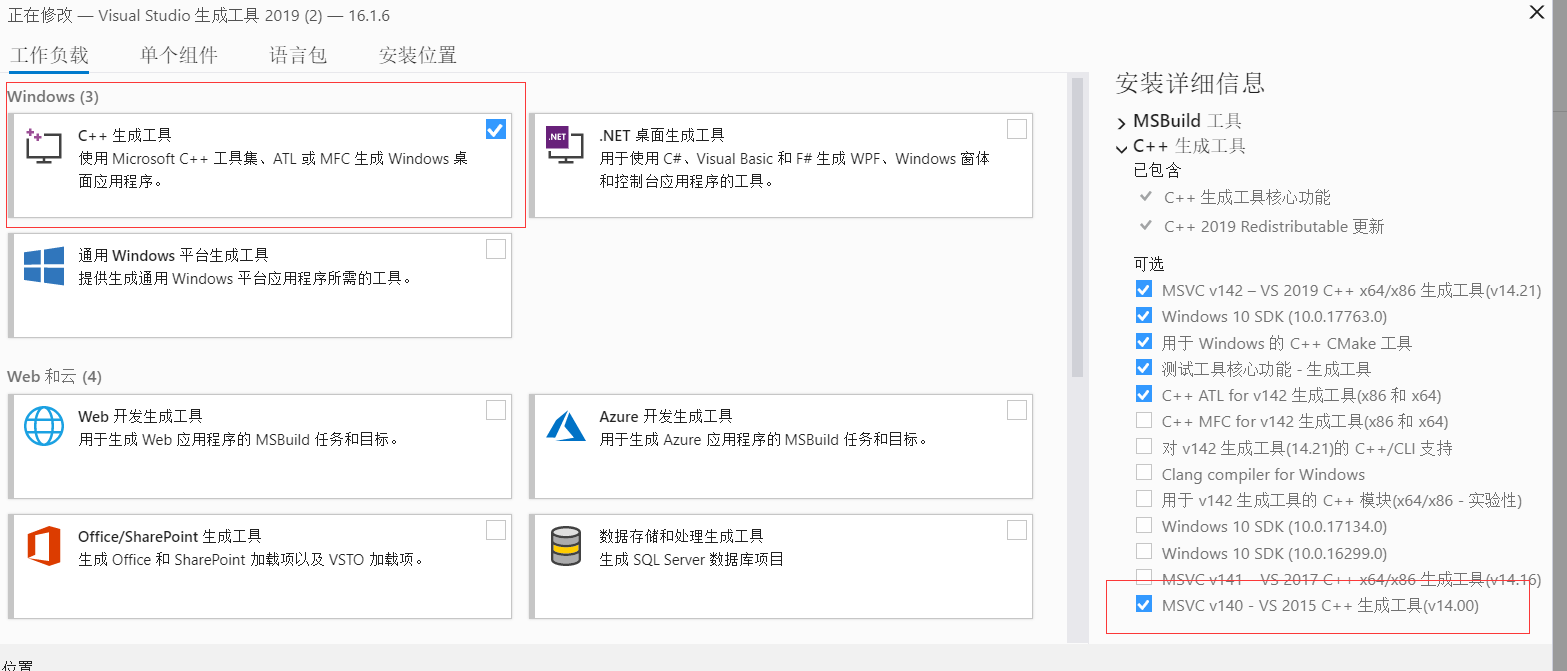 正在修改 — Visual Studio 生成工具 2019 (2) — 16.1.6
工作负载 单个组件 语言包 安装位置
Windows (3)
C++ 生成工具
使用 Microsoft C++ 工具集、ATL 或 MFC 生成 Windows 桌
面应用程序。
.NET
.NET 桌面生成工具
用于使用 C#、Visual Basic 和 F# 生成 WPF、Windows 窗体
和控制台应用程序的工具。
通用 Windows 平台生成工具
提供生成通用 Windows 平台应用程序所需的工具。
Web 和云 (4)
Web 开发生成工具
用于生成 Web 应用程序的 MSBuild 任务和目标。
Azure 开发生成工具
用于生成 Azure 应用程序的 MSBuild 任务和目标。
Office/SharePoint 生成工具
生成 Office 和 SharePoint 加载项以及 VSTO 加载项。
数据存储和处理生成工具
生成 SQL Server 数据库项目
位置
安装详细信息
MSBuild 工具
C++ 生成工具
已包含
C++ 生成工具核心功能
C++ 2019 Redistributable 更新
可选
MSVC v142 – VS 2019 C++ x64/x86 生成工具(v14.21)
Windows 10 SDK (10.0.17763.0)
用于 Windows 的 C++ CMake 工具
测试工具核心功能 - 生成工具
C++ ATL for v142 生成工具(x86 和 x64)
C++ MFC for v142 生成工具(x86 和 x64)
对 v142 生成工具(14.21)的 C++/CLI 支持
Clang compiler for Windows
用于 v142 生成工具的 C++ 模块(x64/x86 - 实验性)
Windows 10 SDK (10.0.17134.0)
Windows 10 SDK (10.0.16299.0)
MSVC v141 – VS 2017 C++ x64/x86 生成工具(v14.16)
MSVC v140 - VS 2015 C++ 生成工具(v14.00)